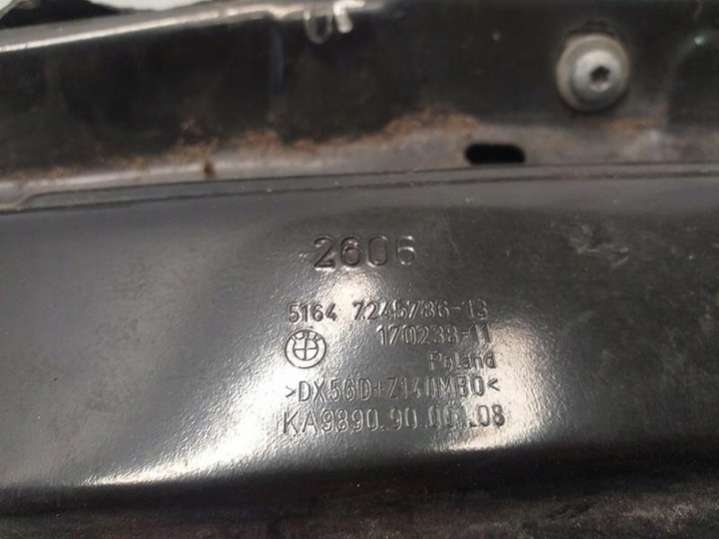 2606
5164 7245786-13
170238-11
Poland
>DX56D+Z140MBO<
KA9890.90.001.08